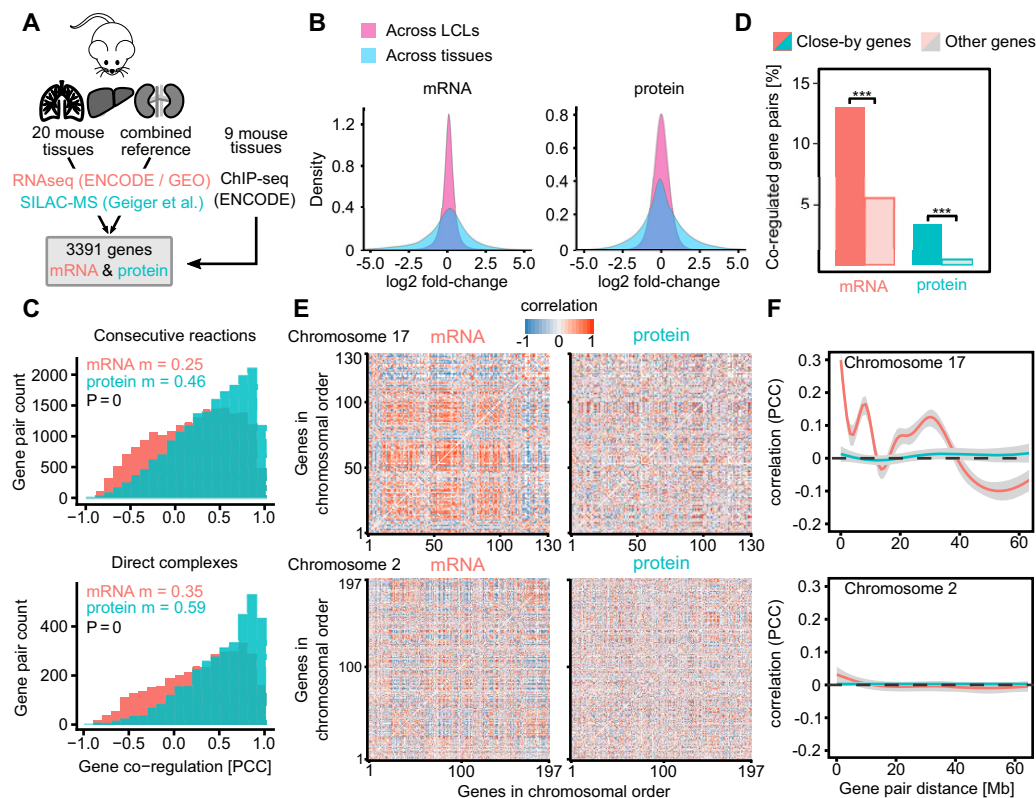 A
20 mouse
tissues
combined
reference
9 mouse
tissues
RNAseq (ENCODE / GEO)
SILAC-MS (Geiger et al.)
ChIP-seq
(ENCODE)
3391 genes
mRNA & protein
B
Across LCLs
Across tissues
mRNA
protein
Density
1.2
0.8
0.4
0
-5.0
-2.5
0
2.5
5.0
log2 fold-change
0.8
0.6
0.4
0.2
0
-5.0
-2.5
0
2.5
5.0
log2 fold-change
D
Close-by genes
Other genes
Co-regulated gene pairs [%]
15
10
5
***
***
mRNA
protein
C
Consecutive reactions
mRNA m = 0.25
protein m = 0.46
P = 0
Gene pair count
2000
1500
1000
500
0
−1.0
−0.5
0.0
0.5
1.0
Direct complexes
mRNA m = 0.35
protein m = 0.59
P = 0
Gene pair count
400
200
0
−1.0
−0.5
0.0
0.5
1.0
Gene co−regulation [PCC]
E
correlation
-1
0
1
Chromosome 17
mRNA
protein
Genes in
chromosomal order
130
100
50
1
1
50
100
130
1
50
100
130
Chromosome 2
mRNA
protein
Genes in
chromosomal order
197
100
1
1
100
197
1
100
197
Genes in chromosomal order
F
Chromosome 17
correlation (PCC)
0.3
0.2
0.1
0
-0.1
-0.2
0
20
40
60
Chromosome 2
correlation (PCC)
0.3
0.2
0.1
0
-0.1
-0.2
0
20
40
60
Gene pair distance [Mb]